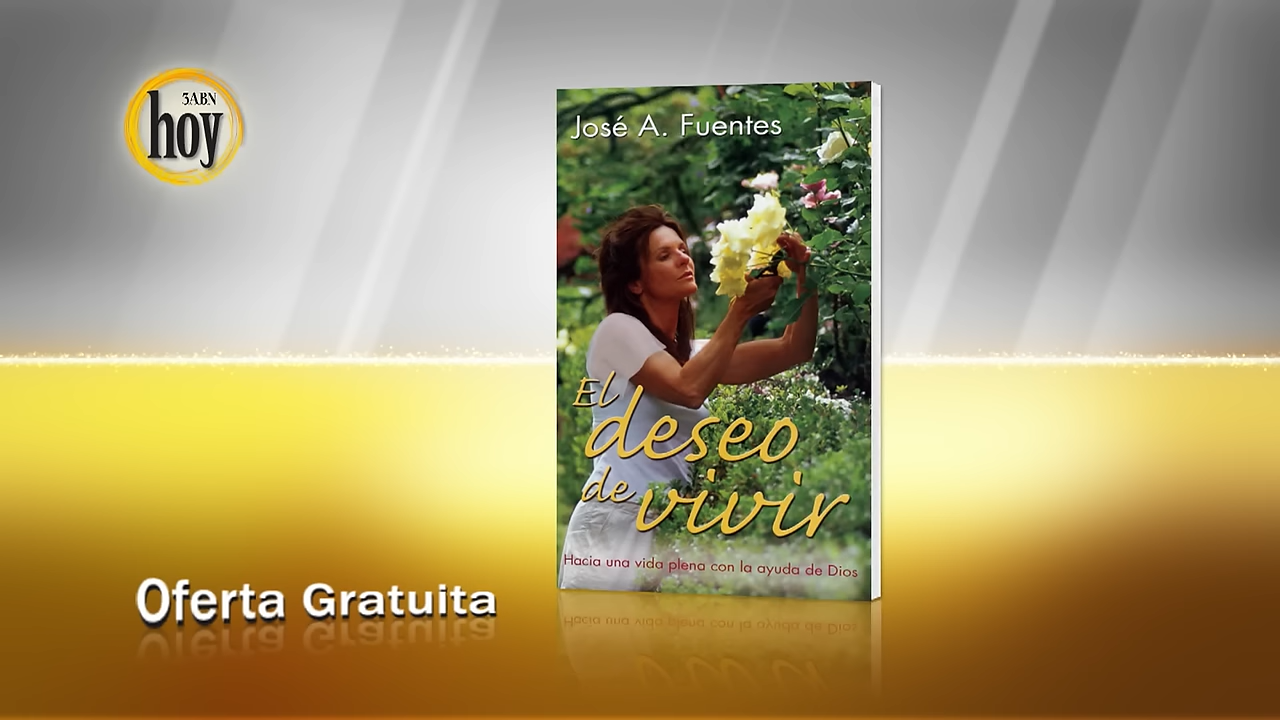 3ABN
hoy
José A. Fuentes
El
deseo
de vivir
Hacia una vida plena con la ayuda de Dios
Oferta Gratuita